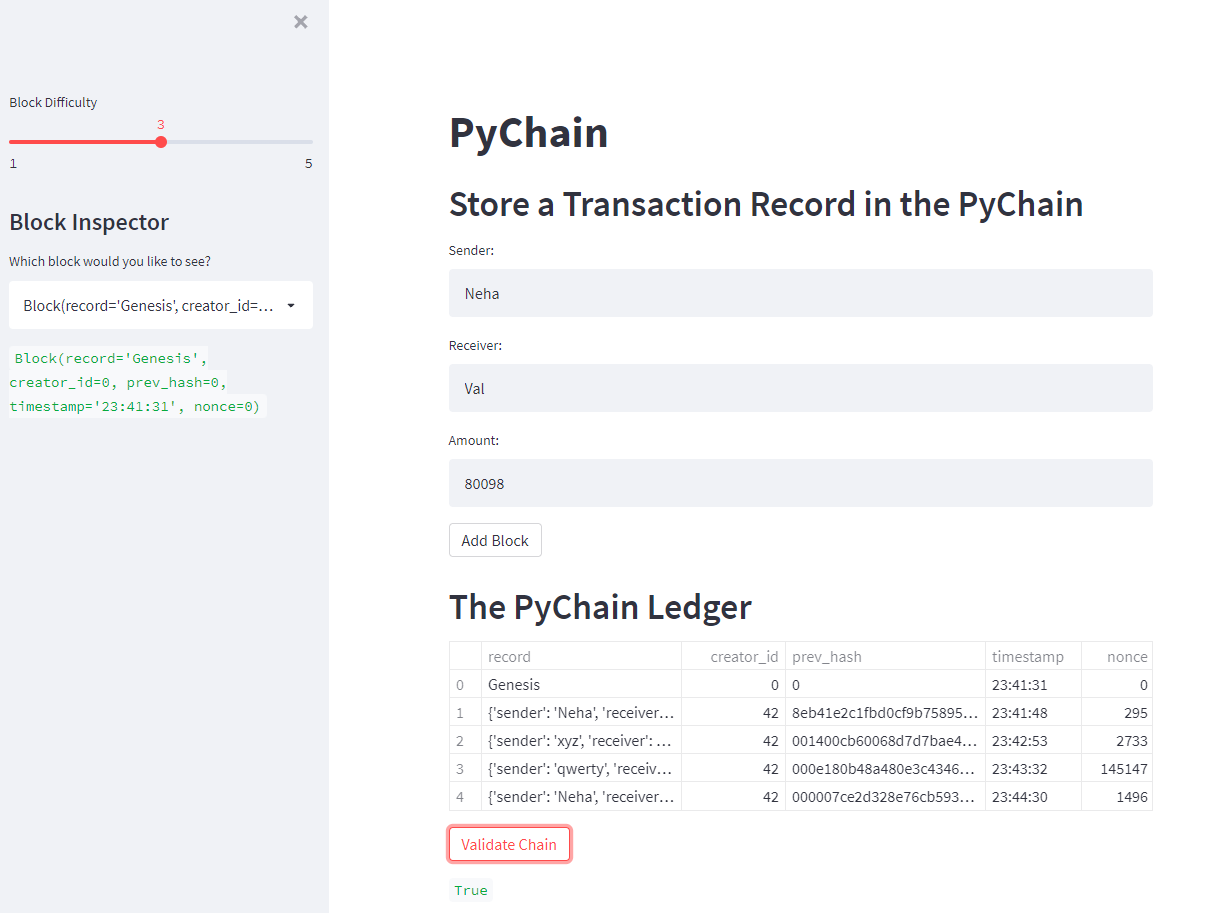 ×
Block Difficulty
3
1 5
Block Inspector
Which block would you like to see?
Block(record='Genesis', creator_id=...
Block(record='Genesis',
creator_id=0, prev_hash=0,
timestamp='23:41:31', nonce=0)
PyChain
Store a Transaction Record in the PyChain
Sender:
Neha
Receiver:
Val
Amount:
80098
Add Block
The PyChain Ledger
record creator_id prev_hash timestamp nonce
0 Genesis 0 0 23:41:31 0
1 {'sender': 'Neha', 'receiver... 42 8eb41e2c1fbd0cf9b75895... 23:41:48 295
2 {'sender': 'xyz', 'receiver': ... 42 001400cb60068d7d7bae4... 23:42:53 2733
3 {'sender': 'qwerty', 'receiv... 42 000e180b48a480e3c4346... 23:43:32 145147
4 {'sender': 'Neha', 'receiver... 42 000007ce2d328e76cb593... 23:44:30 1496
Validate Chain
True